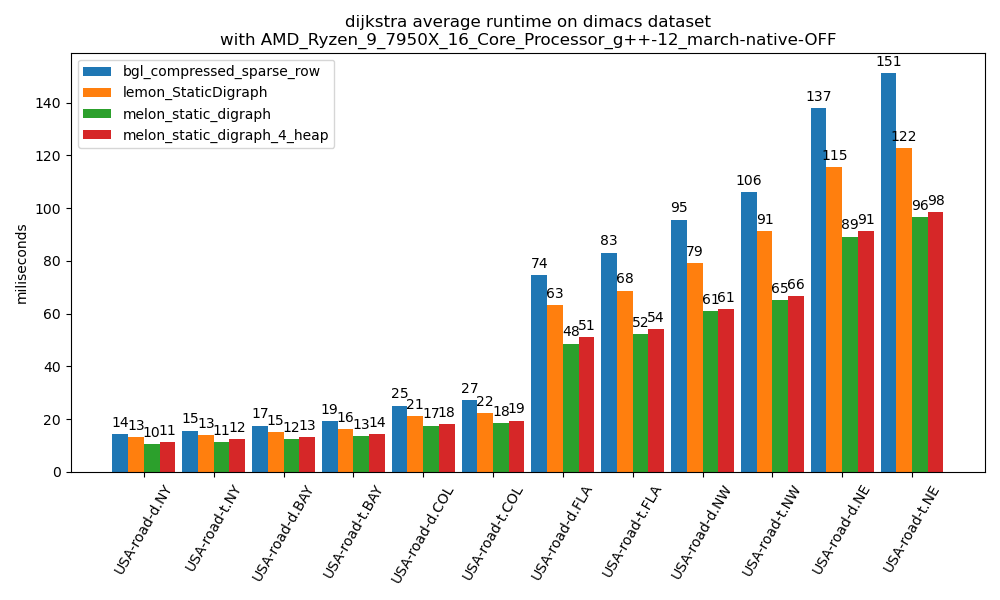 dijkstra average runtime on dimacs dataset
with AMD_Ryzen_9_7950X_16_Core_Processor_g++-12_march-native-OFF
bgl_compressed_sparse_row
lemon_StaticDigraph
melon_static_digraph
melon_static_digraph_4_heap
miliseconds
140
120
100
80
60
40
20
0
14 13 10 11
15 13 11 12
17 15 12 13
19 16 13 14
25 21 17 18
27 22 18 19
74 63 48 51
83 68 52 54
95 79 61 61
106 91 65 66
137 115 89 91
151 122 96 98
USA-road-d.NY
USA-road-t.NY
USA-road-d.BAY
USA-road-t.BAY
USA-road-d.COL
USA-road-t.COL
USA-road-d.FLA
USA-road-t.FLA
USA-road-d.NW
USA-road-t.NW
USA-road-d.NE
USA-road-t.NE